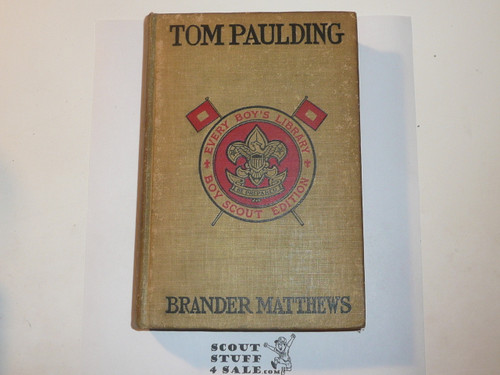 TOM PAULDING
EVERY BOY'S LIBRARY
BE PREPARED
BOY SCOUT EDITION
BRANDER MATTHEWS
SCOUT
STUFF
4 SALE.com